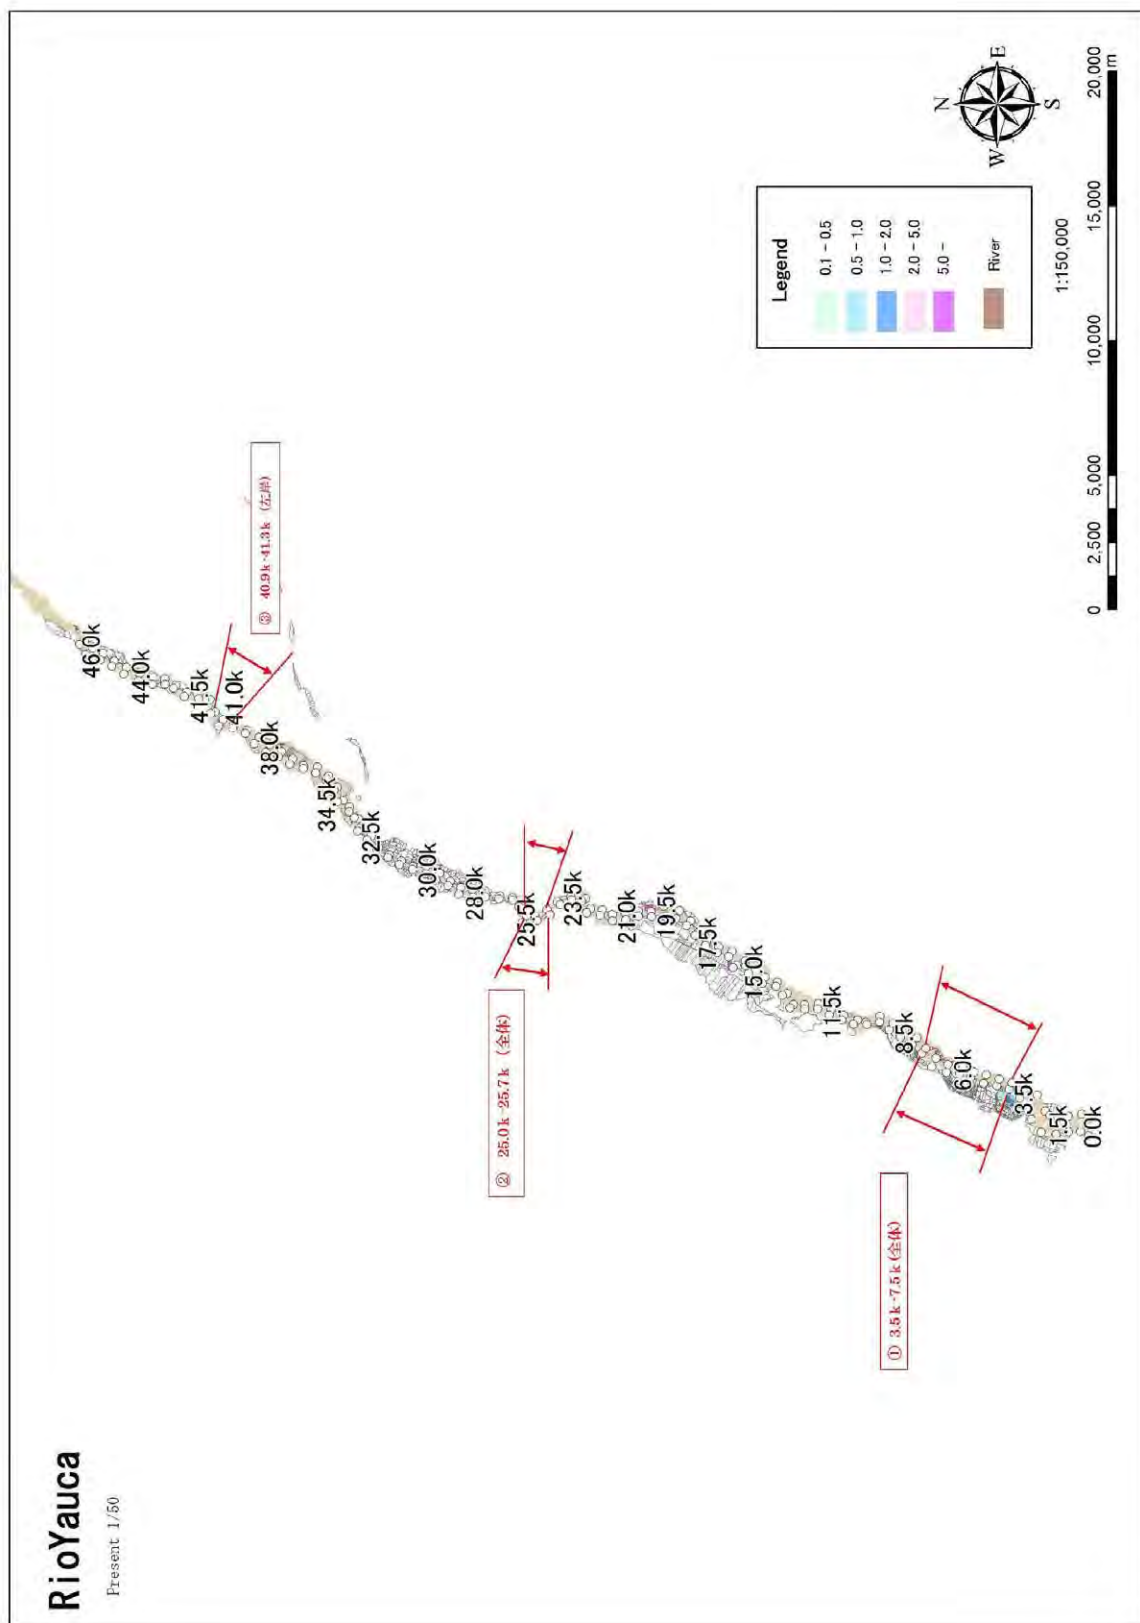 RioYauca
Present 1/50
46.0k
44.0k
41.5k
41.0k
38.0k
34.5k
32.5k
30.0k
28.0k
25.5k
23.5k
21.0k
19.5k
17.5k
15.0k
11.5k
8.5k
6.0k
3.5k
1.5k
0.0k
③ 40.9k-41.3k (左岸)
② 25.0k-25.7k (全体)
① 3.5k-7.5k(全体)
N
E
S
W
Legend
0.1 - 0.5
0.5 - 1.0
1.0 - 2.0
2.0 - 5.0
5.0 -
River
1:150,000
0 2,500 5,000 10,000 15,000 20,000
m